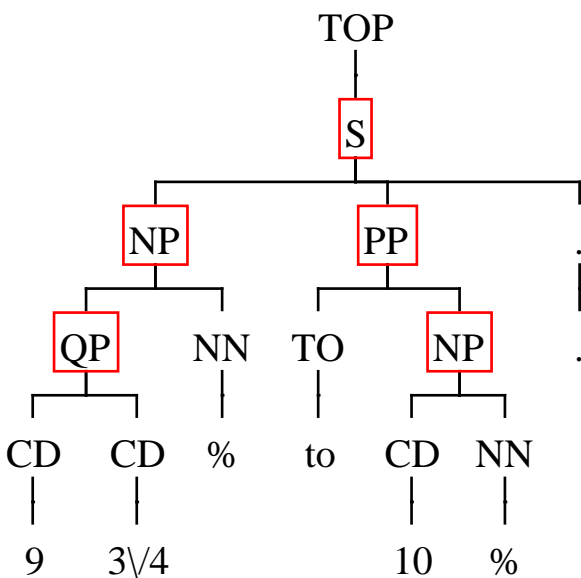 TOP
S
NP PP .
QP NN TO NP .
CD CD % to CD NN
9 3\/4 10 %